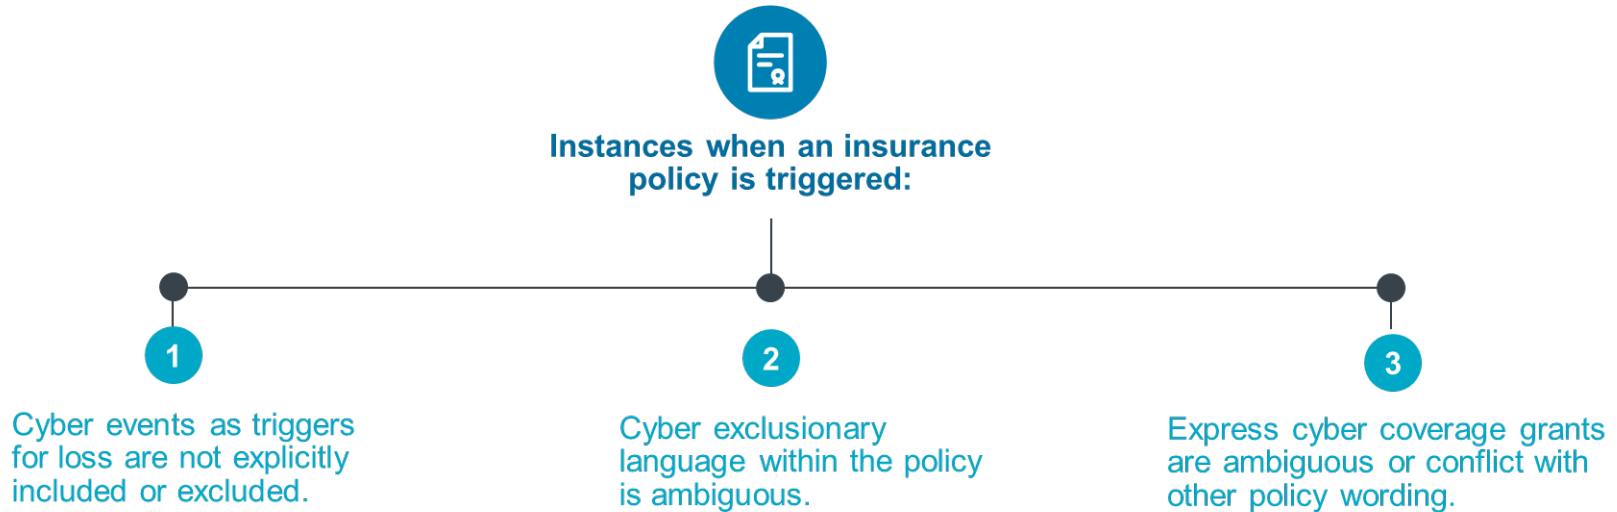 Instances when an insurance
policy is triggered:
1
Cyber events as triggers
for loss are not explicitly
included or excluded.
2
Cyber exclusionary
language within the policy
is ambiguous.
3
Express cyber coverage grants
are ambiguous or conflict with
other policy wording.